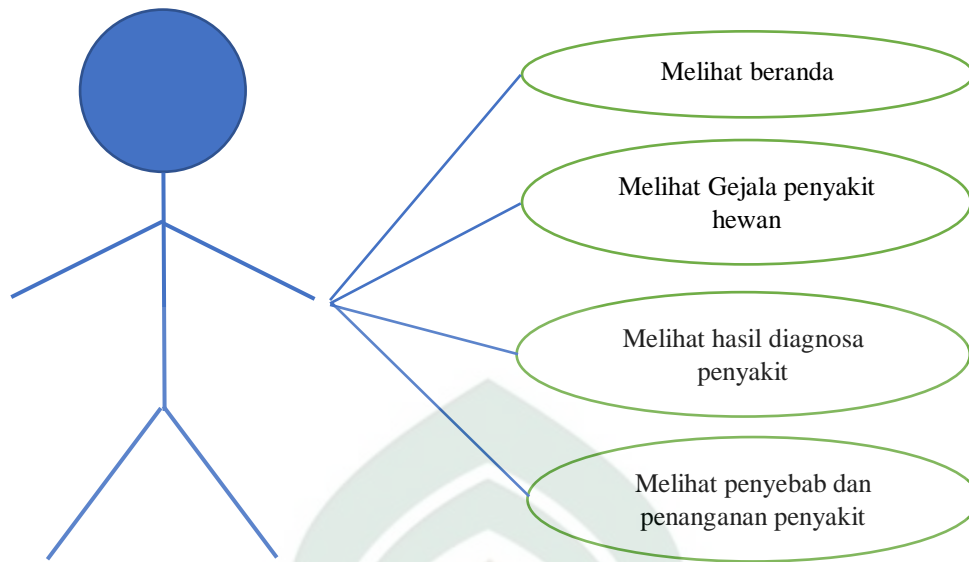 Melihat beranda
Melihat Gejala penyakit
hewan
Melihat hasil diagnosa
penyakit
Melihat penyebab dan
penanganan penyakit